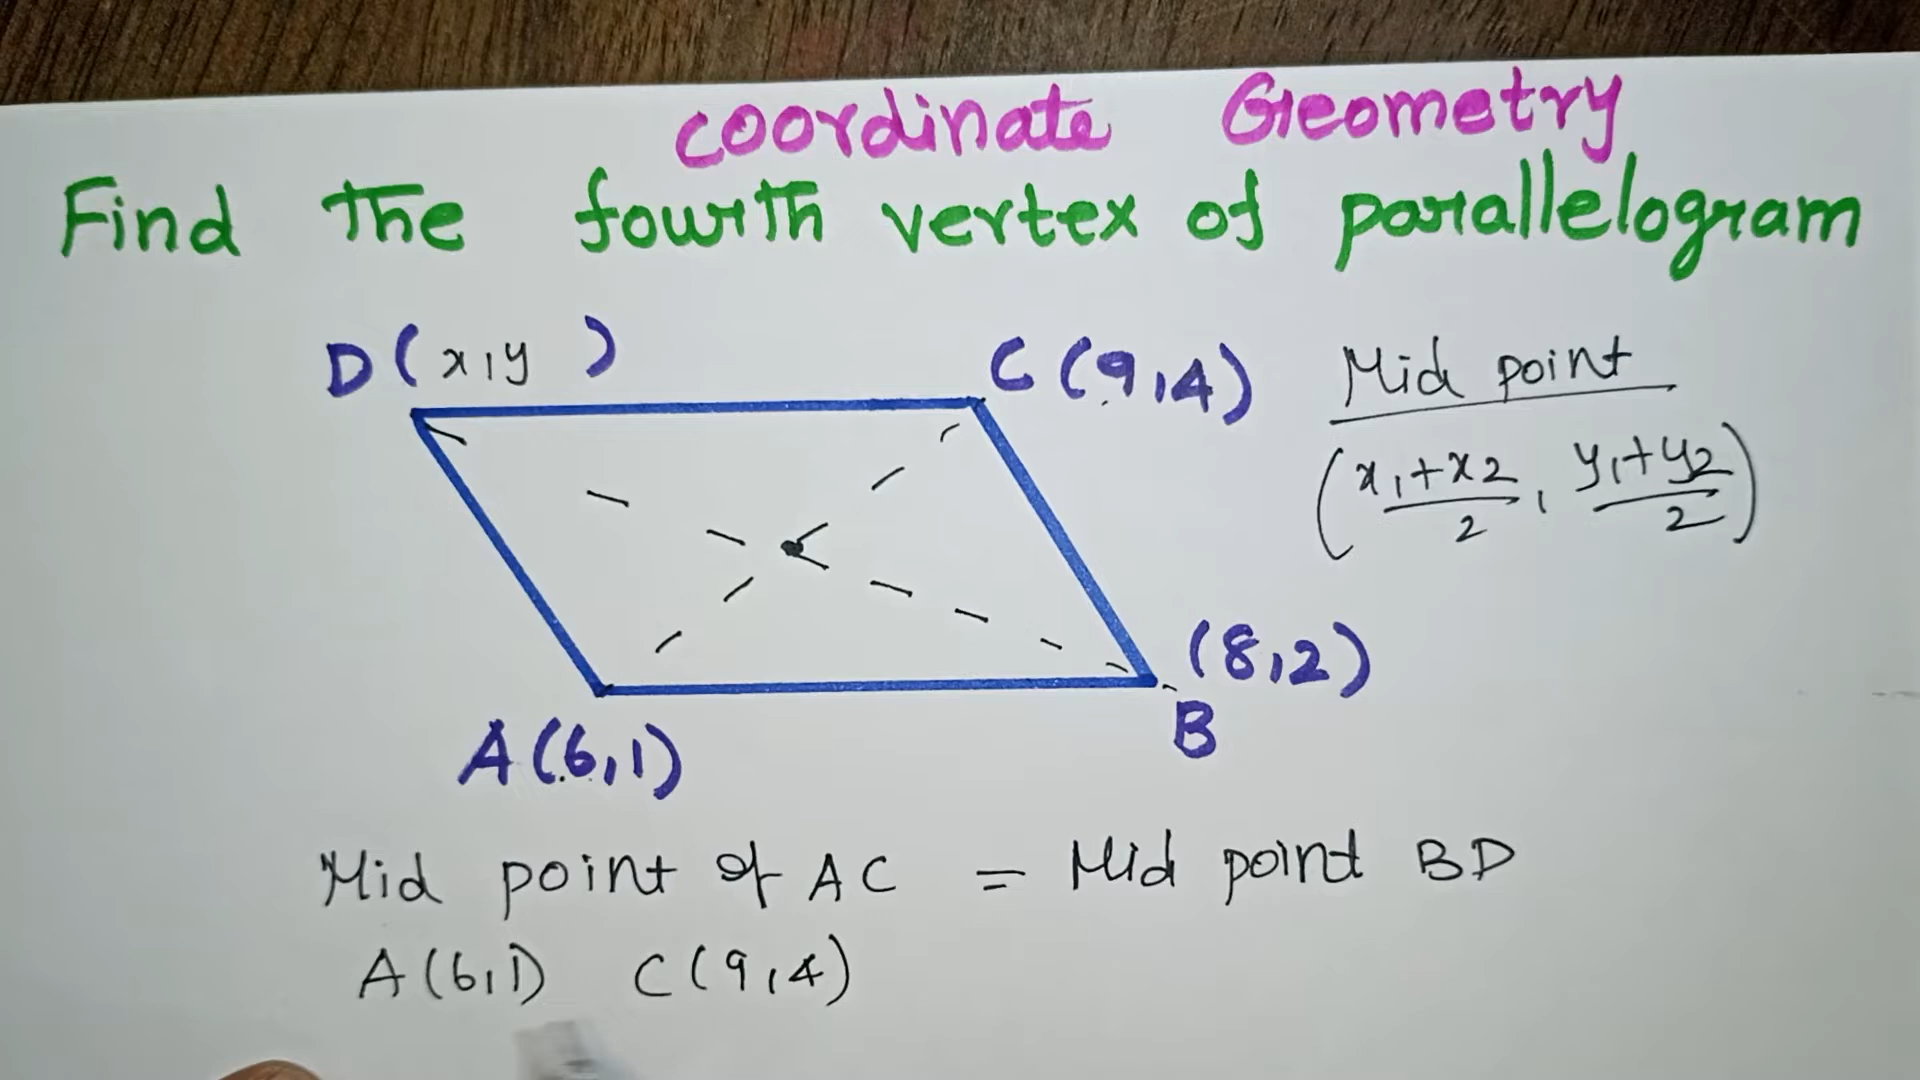 Coordinate Geometry
Find the fourth vertex of parallelogram
D(x,y)
C(9,4)
Mid point
(x₁+x₂/2, y₁+y₂/2)
(8,2)
B
A(6,1)
Mid point of AC = Mid point BD
A(6,1) C(9,4)